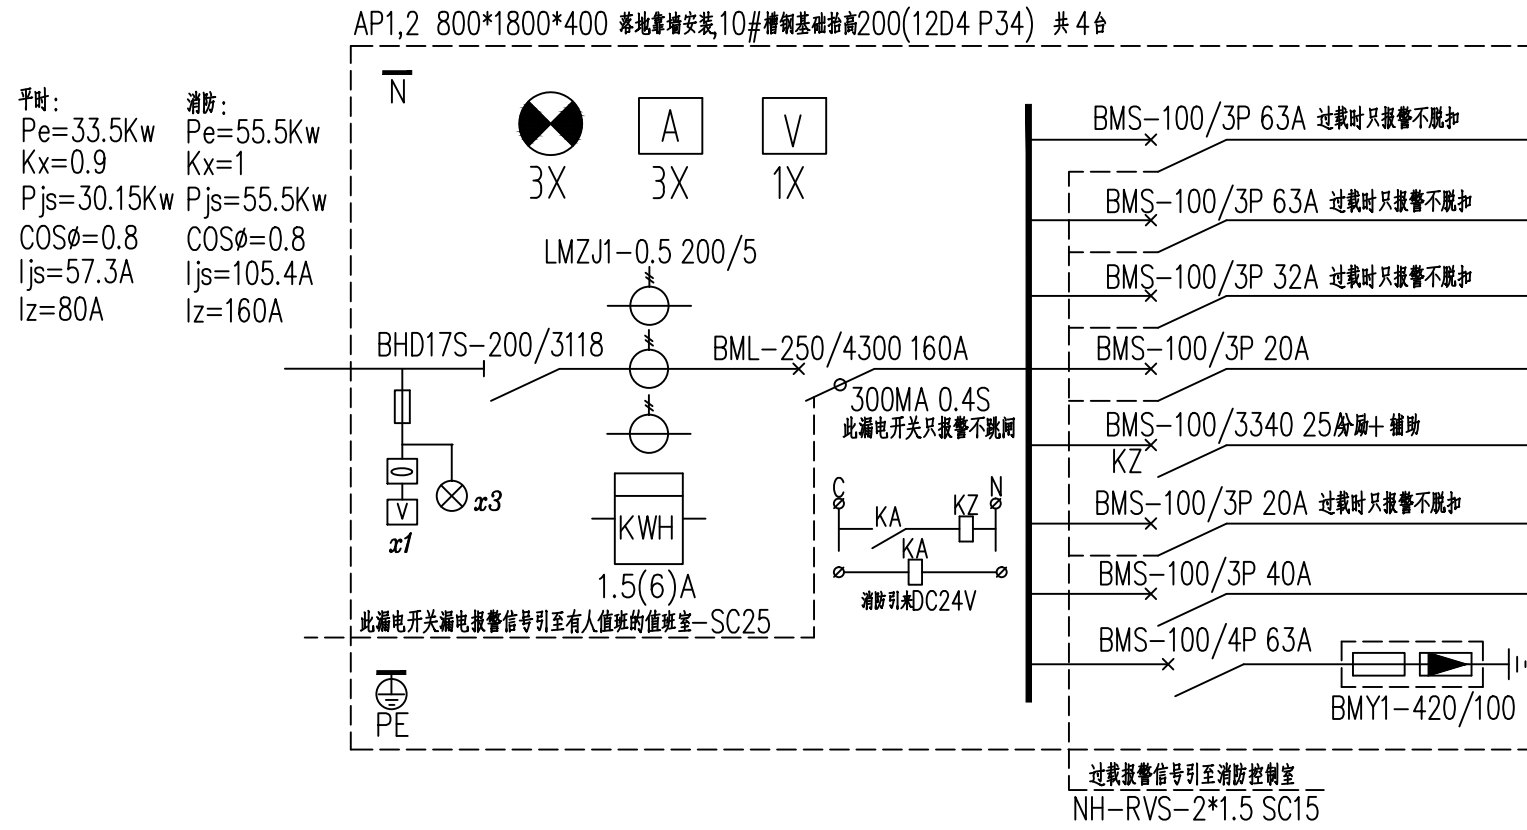 AP1,2 800*1800*400 落地靠墙安装,10#槽钢基础抬高200(12D4 P34) 共4台
平时:
Pe=33.5Kw
Kx=0.9
Pjs=30.15Kw
COSø=0.8
Ijs=57.3A
Iz=80A
消防:
Pe=55.5Kw
Kx=1
Pjs=55.5Kw
COSø=0.8
Ijs=105.4A
Iz=160A
N
A
V
3X
3X
1X
LMZJ1-0.5 200/5
BHD17S-200/3118
BML-250/4300 160A
300MA 0.4S
此漏电开关只报警不跳闸
V
x1
x3
KWH
1.5(6)A
C
N
KA
KZ
KA
消防引来DC24V
此漏电开关漏电报警信号引至有人值班的值班室-SC25
PE
BMS-100/3P 63A 过载时只报警不脱扣
BMS-100/3P 63A 过载时只报警不脱扣
BMS-100/3P 32A 过载时只报警不脱扣
BMS-100/3P 20A
BMS-100/3340 25A分励+辅助
KZ
BMS-100/3P 20A 过载时只报警不脱扣
BMS-100/3P 40A
BMS-100/4P 63A
BMY1-420/100
过载报警信号引至消防控制室
NH-RVS-2*1.5 SC15